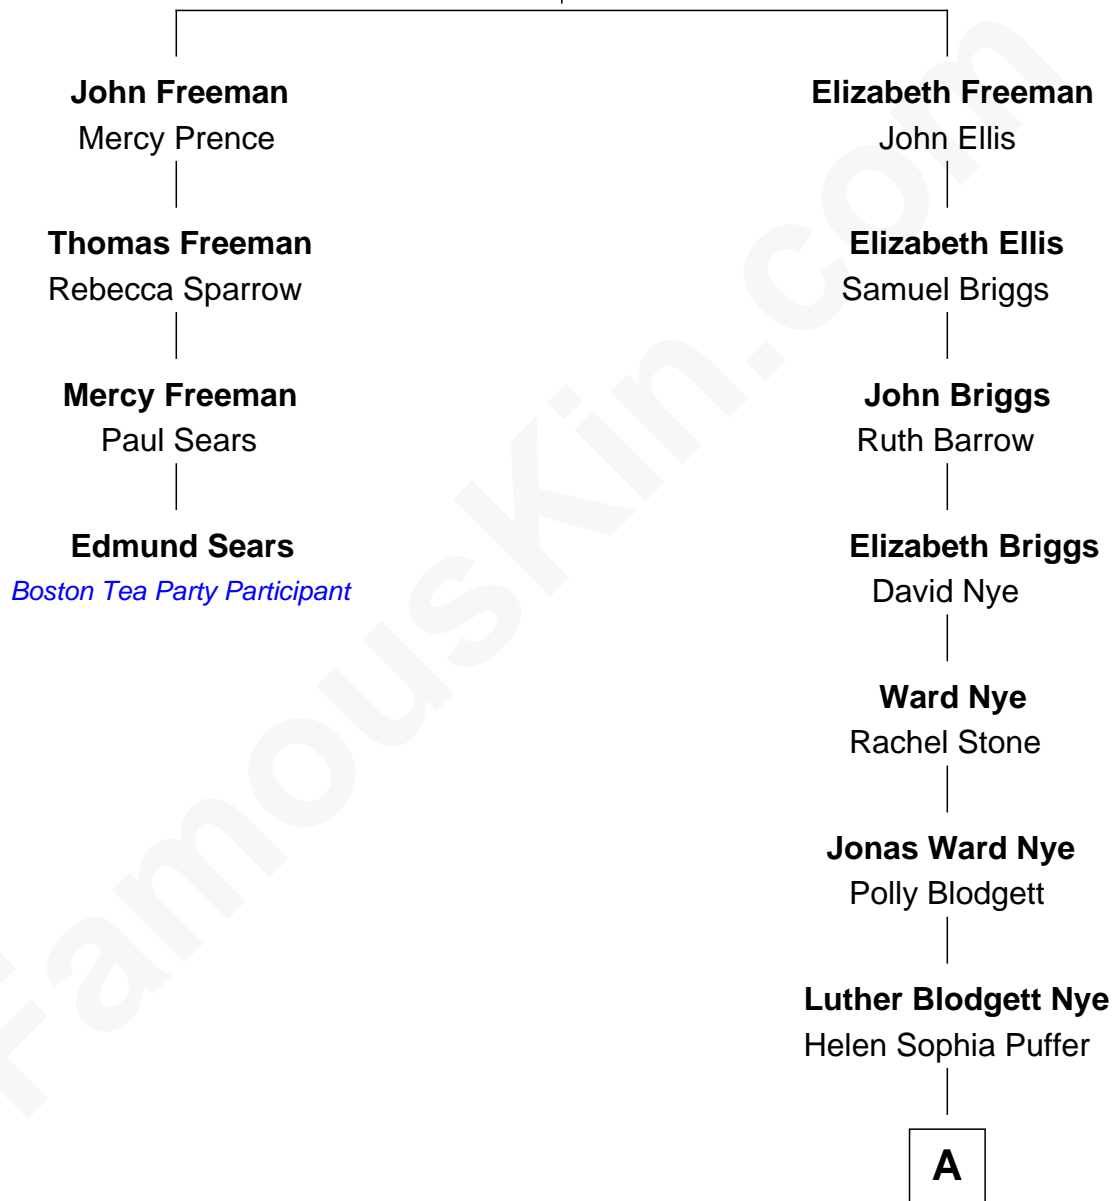 John Freeman
Mercy Prence
Thomas Freeman
Rebecca Sparrow
Mercy Freeman
Paul Sears
Edmund Sears
Boston Tea Party Participant
Elizabeth Freeman
John Ellis
Elizabeth Ellis
Samuel Briggs
John Briggs
Ruth Barrow
Elizabeth Briggs
David Nye
Ward Nye
Rachel Stone
Jonas Ward Nye
Polly Blodgett
Luther Blodgett Nye
Helen Sophia Puffer
A
FamousKin.com